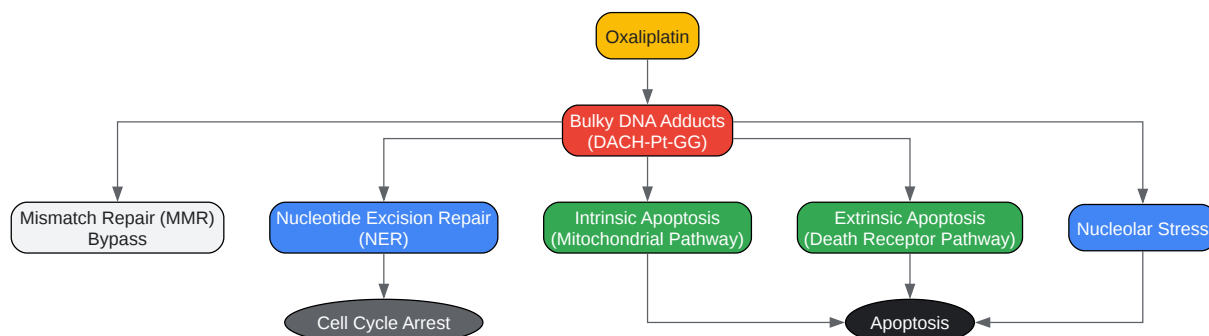 Oxaliplatin
Bulky DNA Adducts
(DACH-Pt-GG)
Mismatch Repair (MMR)
Bypass
Nucleotide Excision Repair
(NER)
Intrinsic Apoptosis
(Mitochondrial Pathway)
Extrinsic Apoptosis
(Death Receptor Pathway)
Nucleolar Stress
Cell Cycle Arrest
Apoptosis